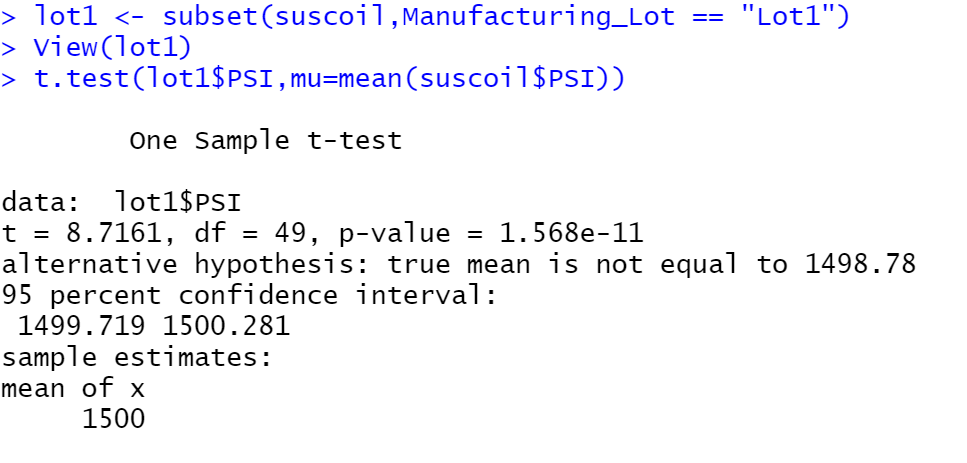 > lot1 <- subset(suscoil,Manufacturing_Lot == "Lot1")
> View(lot1)
> t.test(lot1$PSI,mu=mean(suscoil$PSI))
One Sample t-test
data:  lot1$PSI
t = 8.7161, df = 49, p-value = 1.568e-11
alternative hypothesis: true mean is not equal to 1498.78
95 percent confidence interval:
1499.719 1500.281
sample estimates:
mean of x
1500